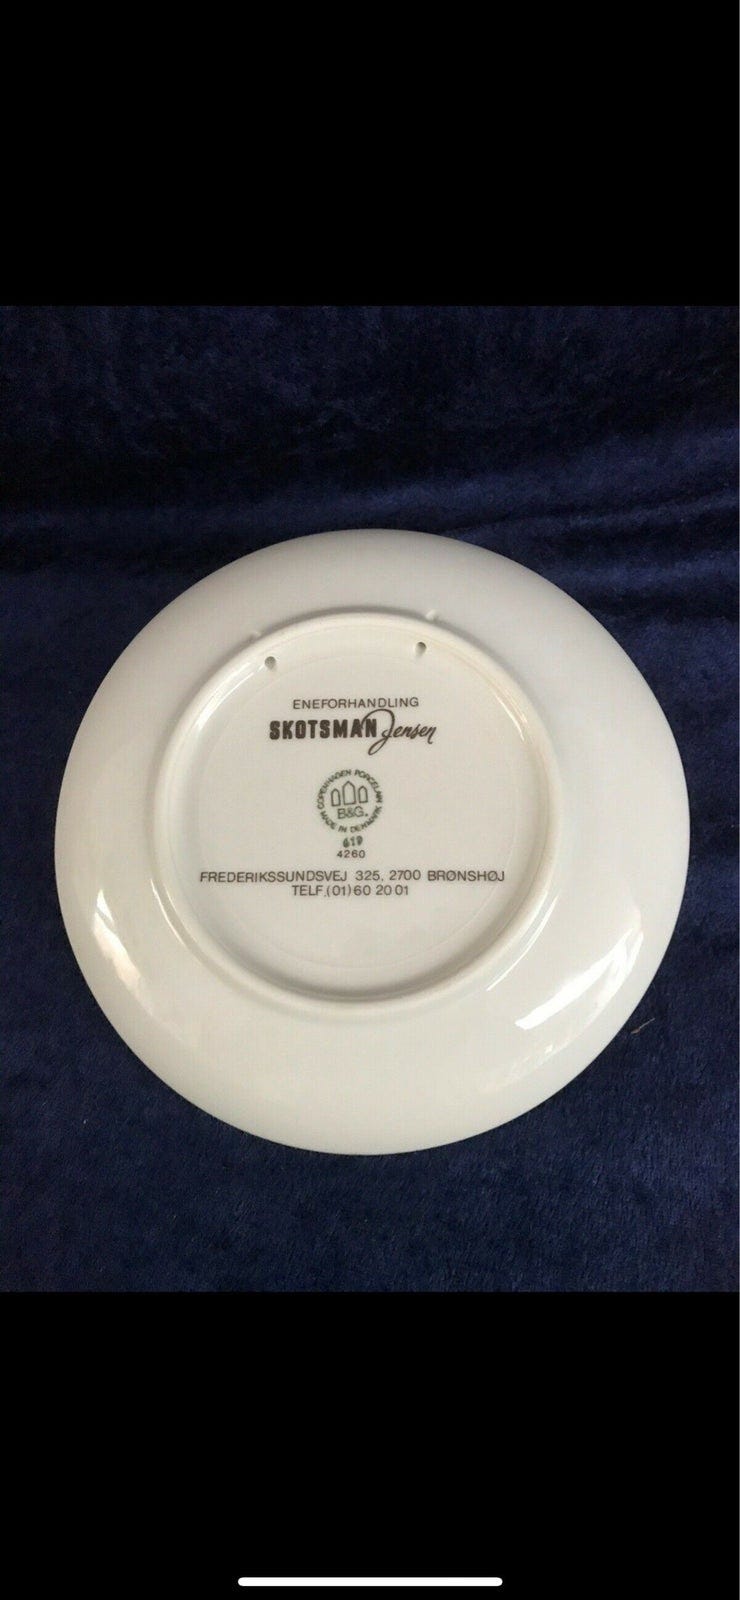 ENEFORHANDLING
SKOTSMAN Jensen
COPENHAGEN PORCELAIN
B&G.
MADE IN DENMARK
619
4260
FREDERIKSSUNDSVEJ 325, 2700 BRØNSHØJ
TELF.(01)60 20 01